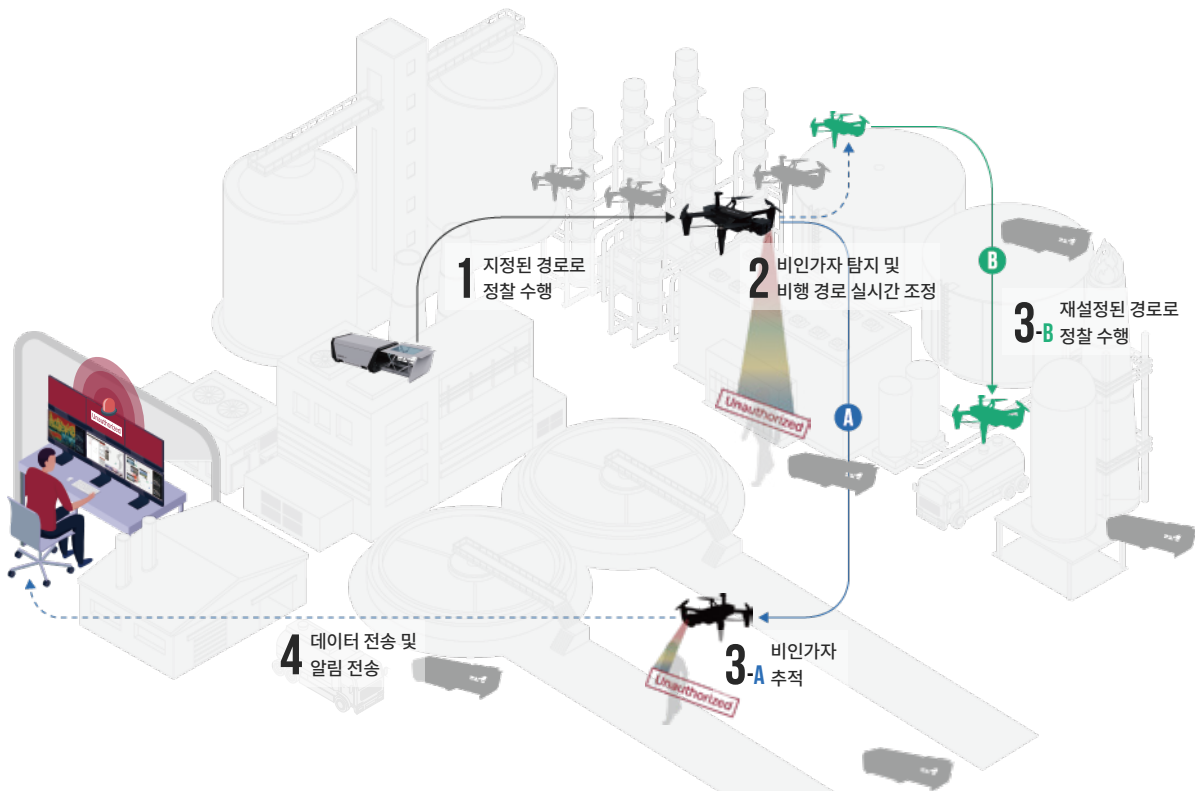 1
지정된 경로로
정찰 수행
2
비인가자 탐지 및
비행 경로 실시간 조정
B
3-B
재설정된 경로로
정찰 수행
Unauthorized
A
Unauthorized
3-A
비인가자
추적
Unauthorized
4
데이터 전송 및
알림 전송